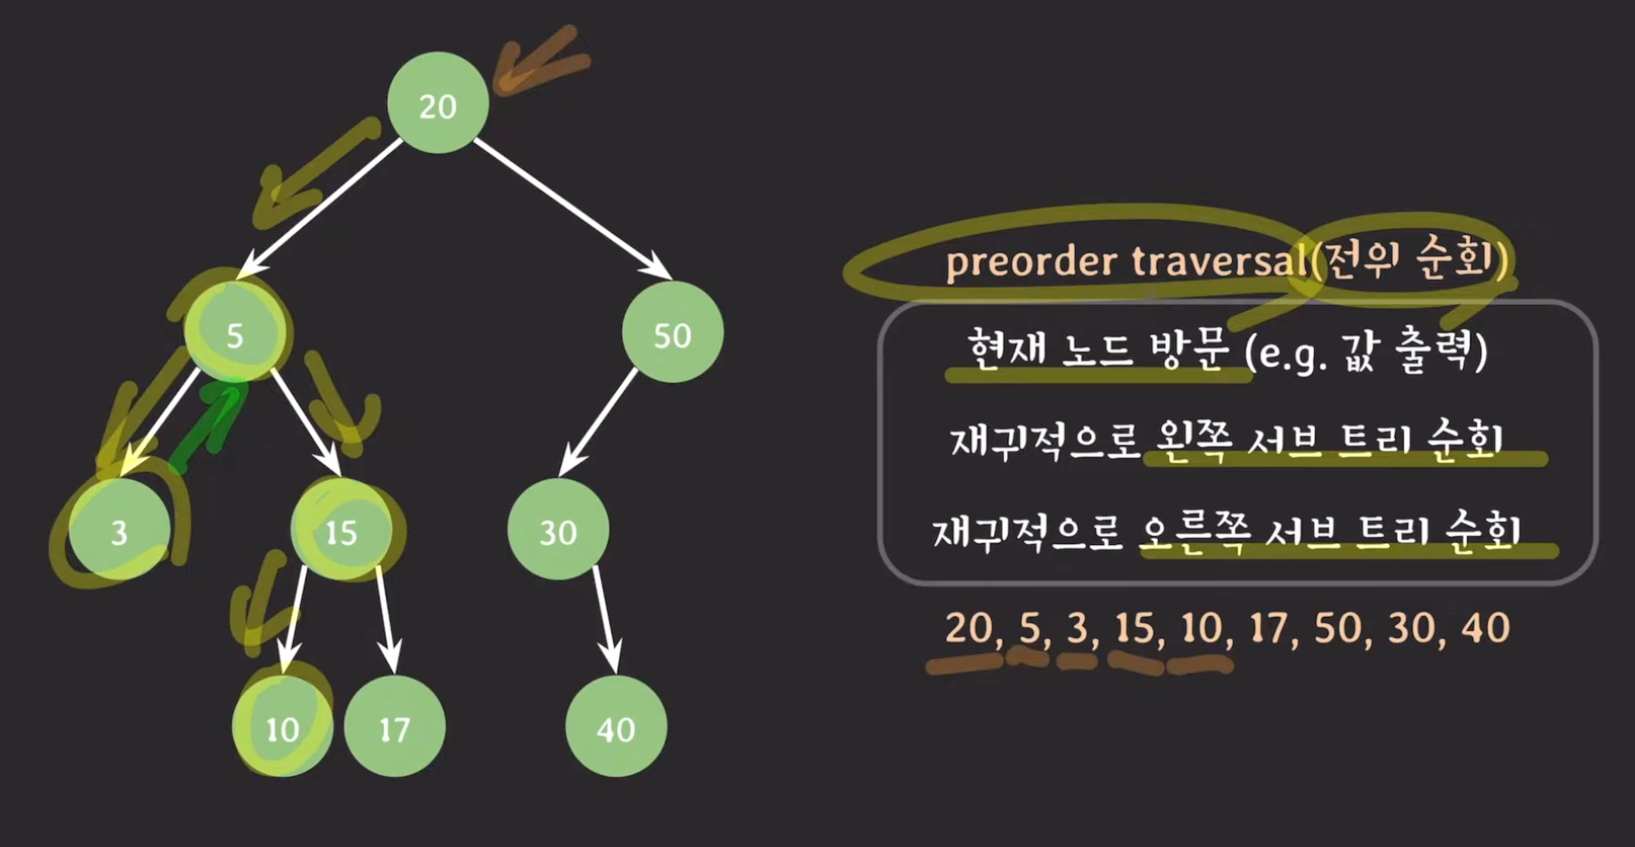 20
5
50
3
15
30
10
17
40
preorder traversal(전위 순회)
현재 노드 방문 (e.g. 값 출력)
재귀적으로 왼쪽 서브 트리 순회
재귀적으로 오른쪽 서브 트리 순회
20, 5, 3, 15, 10, 17, 50, 30, 40